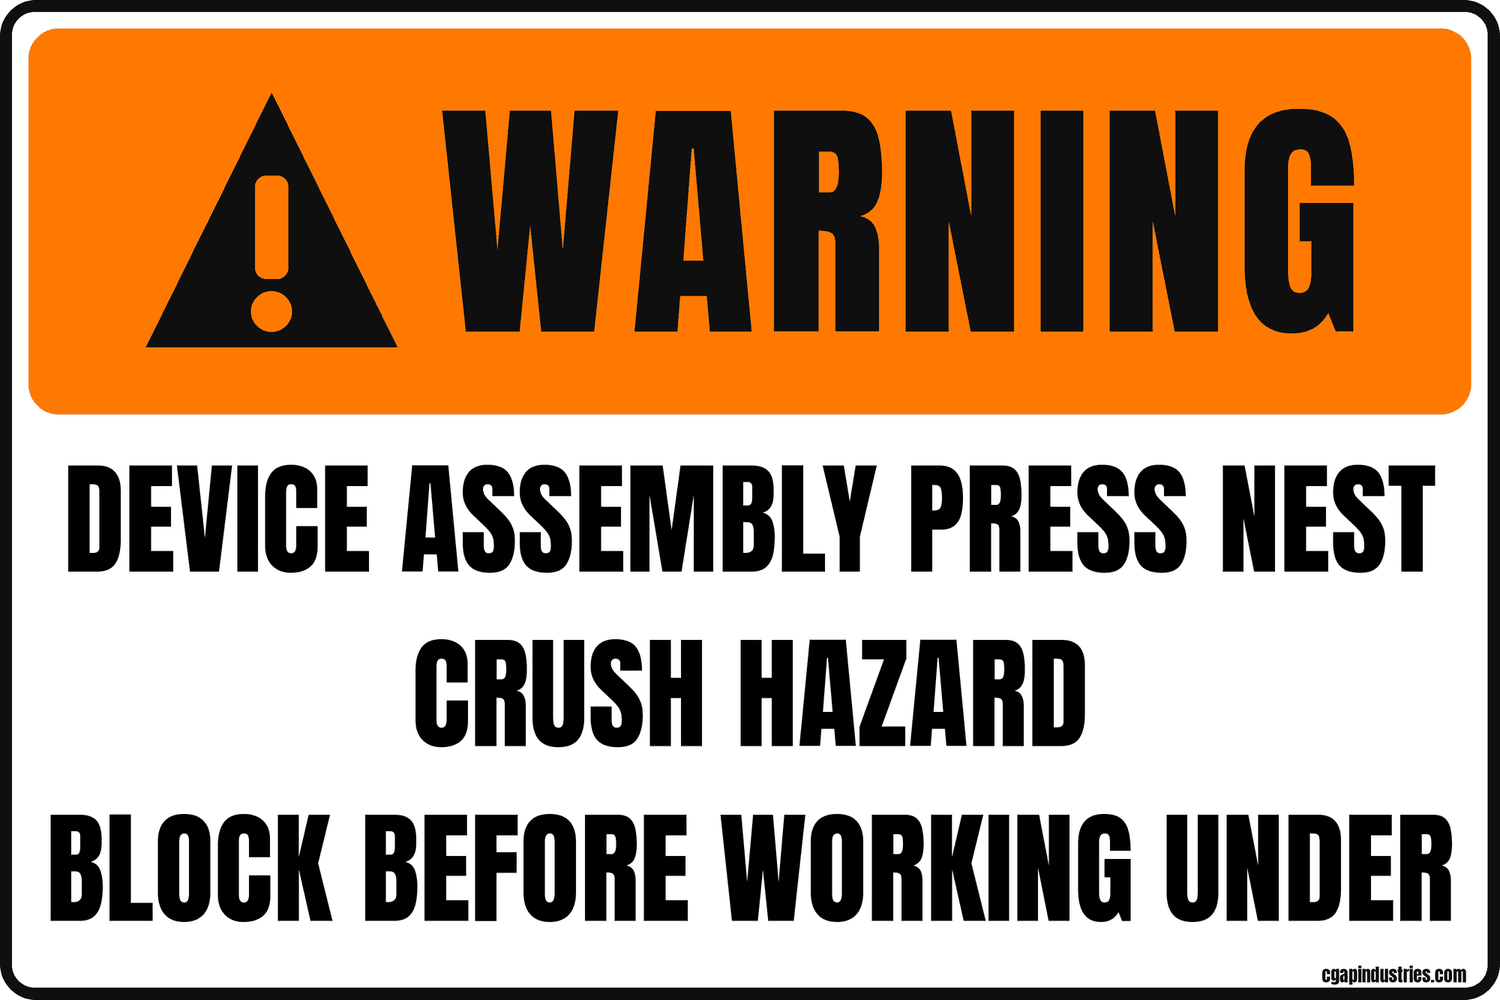 WARNING
DEVICE ASSEMBLY PRESS NEST
CRUSH HAZARD
BLOCK BEFORE WORKING UNDER
cgapindustries.com